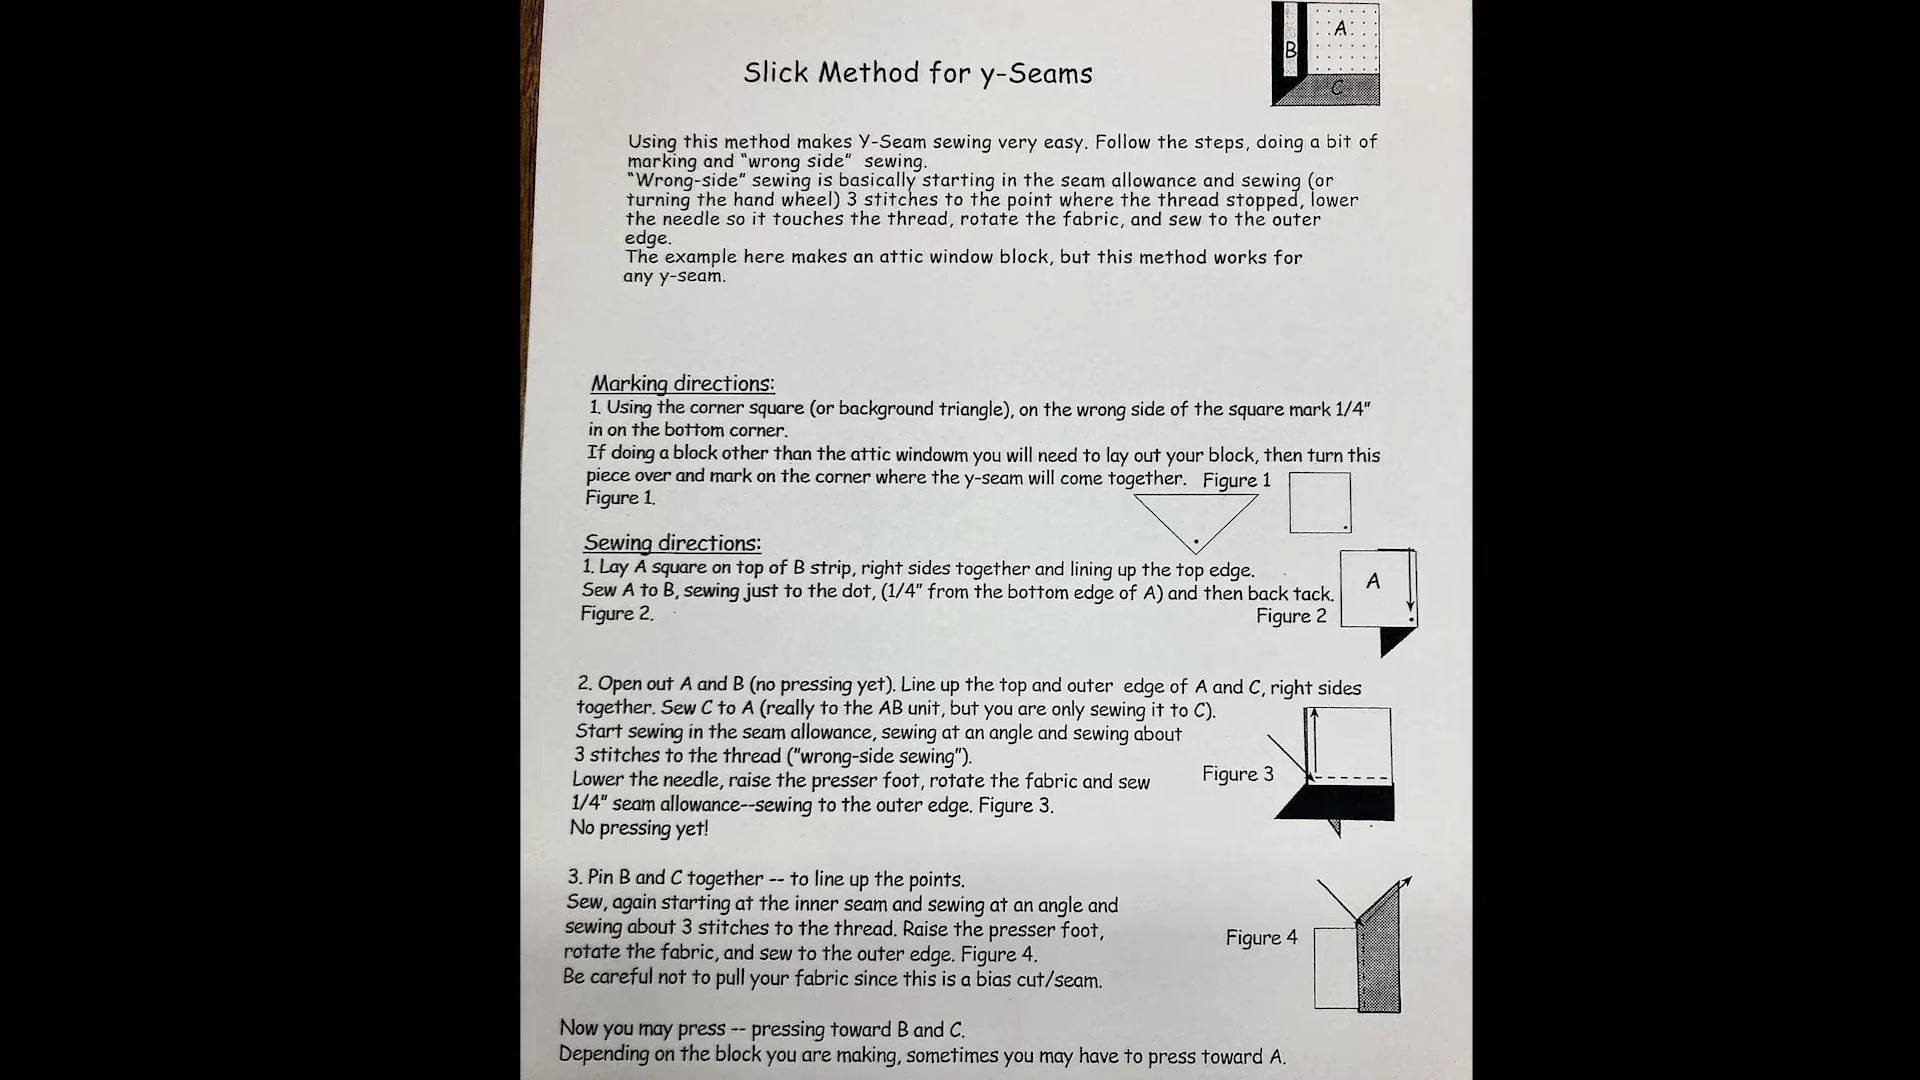 A
B
C
Slick Method for y-Seams
Using this method makes Y-Seam sewing very easy. Follow the steps, doing a bit of
marking and "wrong side" sewing.
"Wrong-side" sewing is basically starting in the seam allowance and sewing (or
turning the hand wheel) 3 stitches to the point where the thread stopped, lower
the needle so it touches the thread, rotate the fabric, and sew to the outer
edge.
The example here makes an attic window block, but this method works for
any y-seam.
Marking directions:
1. Using the corner square (or background triangle), on the wrong side of the square mark 1/4"
in on the bottom corner.
If doing a block other than the attic windowm you will need to lay out your block, then turn this
piece over and mark on the corner where the y-seam will come together. Figure 1
Figure 1.
Sewing directions:
1. Lay A square on top of B strip, right sides together and lining up the top edge.
Sew A to B, sewing just to the dot, (1/4" from the bottom edge of A) and then back tack.
Figure 2.
Figure 2
A
2. Open out A and B (no pressing yet). Line up the top and outer edge of A and C, right sides
together. Sew C to A (really to the AB unit, but you are only sewing it to C).
Start sewing in the seam allowance, sewing at an angle and sewing about
3 stitches to the thread ("wrong-side sewing").
Lower the needle, raise the presser foot, rotate the fabric and sew
1/4" seam allowance--sewing to the outer edge. Figure 3.
No pressing yet!
Figure 3
3. Pin B and C together -- to line up the points.
Sew, again starting at the inner seam and sewing at an angle and
sewing about 3 stitches to the thread. Raise the presser foot,
rotate the fabric, and sew to the outer edge. Figure 4.
Be careful not to pull your fabric since this is a bias cut/seam.
Figure 4
Now you may press -- pressing toward B and C.
Depending on the block you are making, sometimes you may have to press toward A.